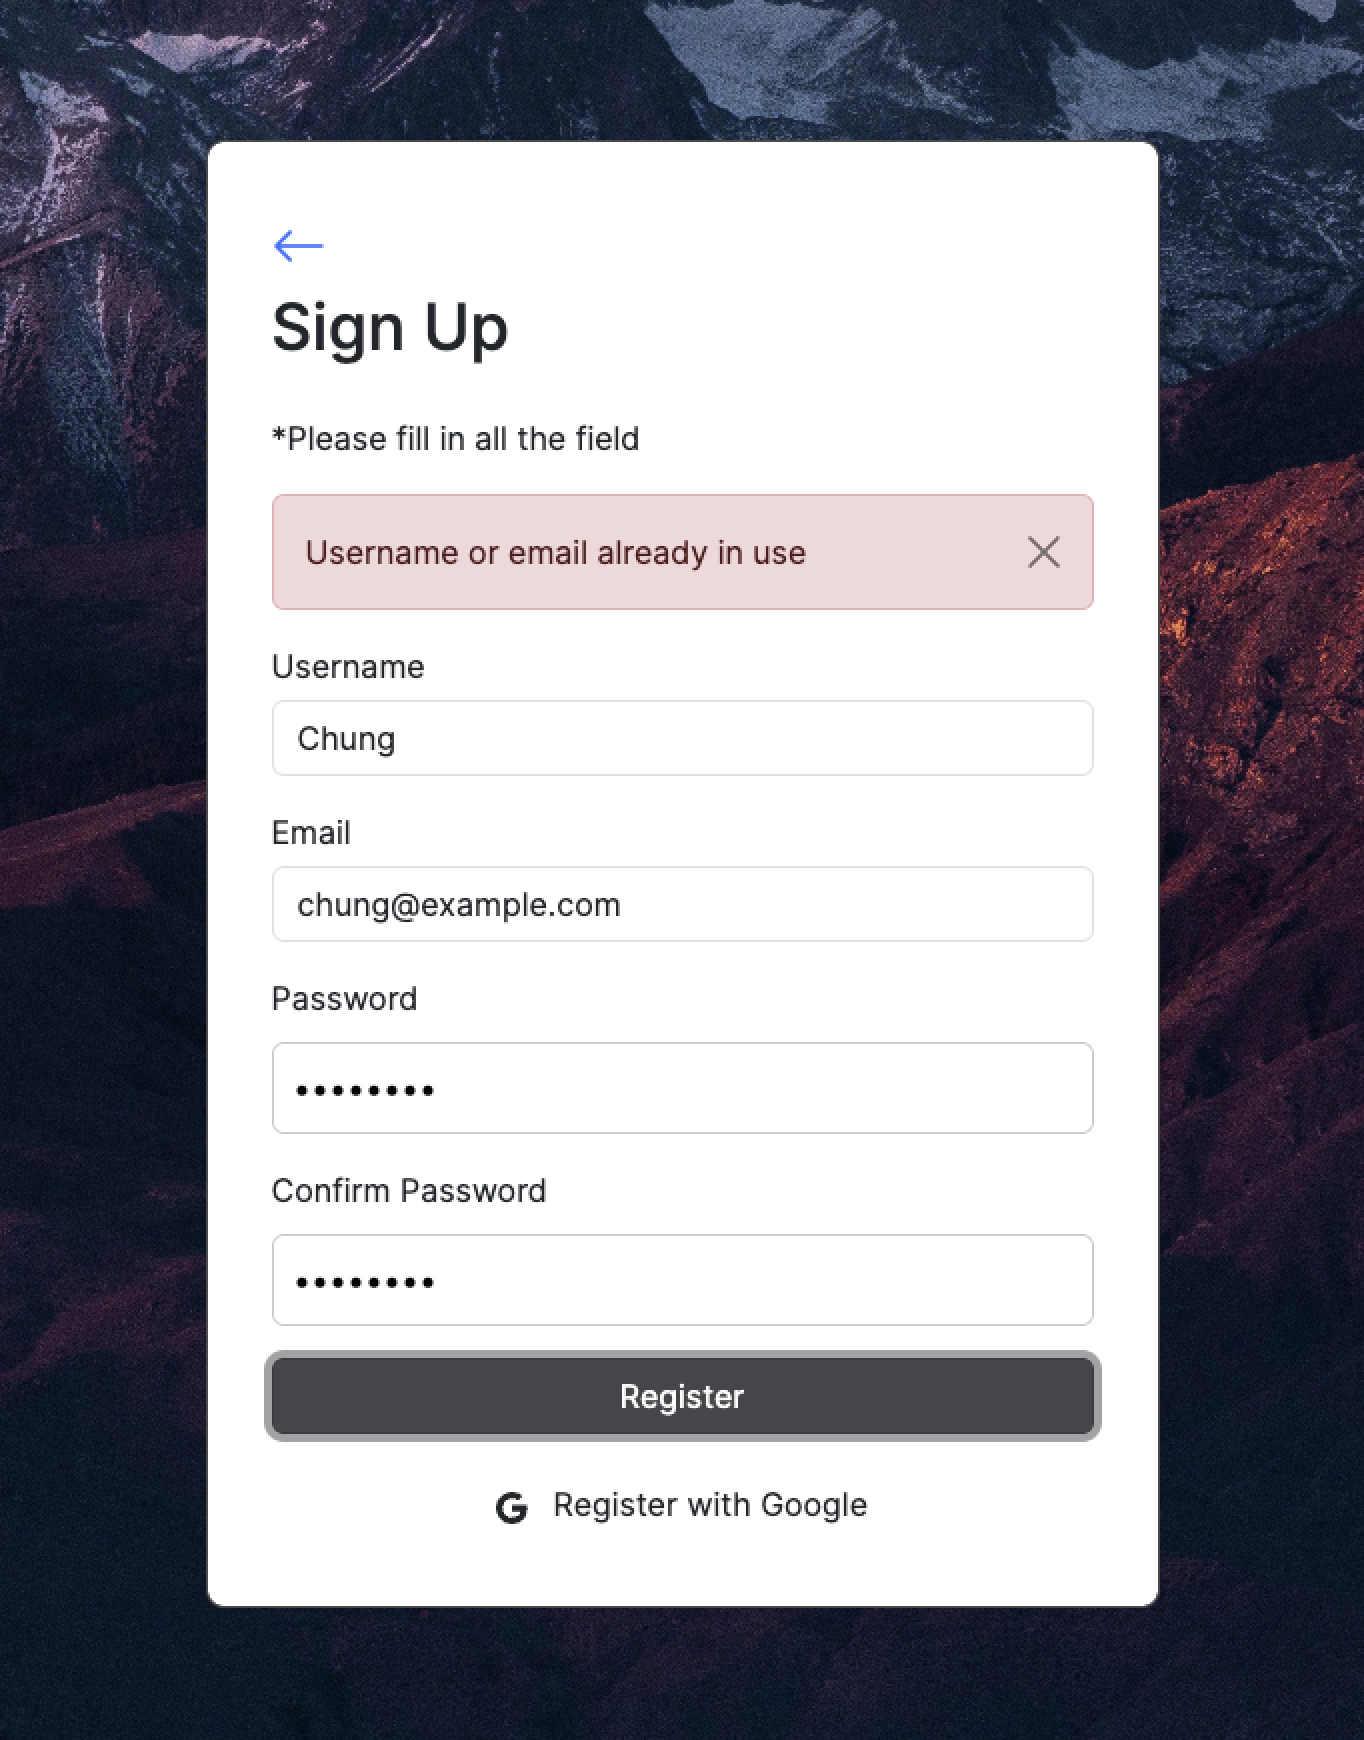 Sign Up
*Please fill in all the field
Username or email already in use
Username
Chung
Email
chung@example.com
Password
••••••••
Confirm Password
••••••••
Register
Register with Google